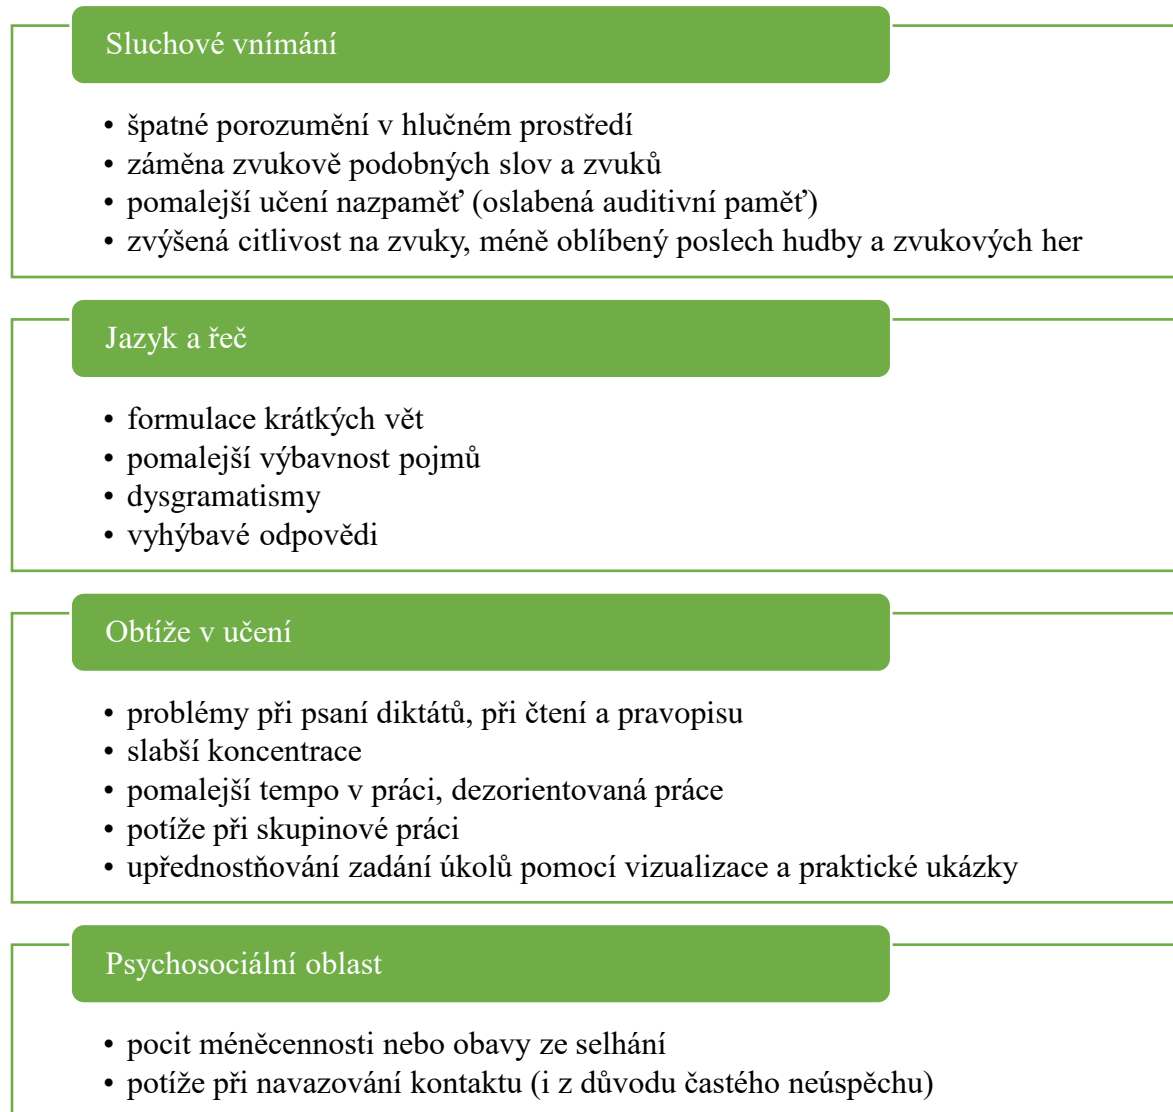 Sluchové vnímání
• špatné porozumění v hlučném prostředí
• záměna zvukově podobných slov a zvuků
• pomalejší učení nazpaměť (oslabená auditivní paměť)
• zvýšená citlivost na zvuky, méně oblíbený poslech hudby a zvukových her
Jazyk a řeč
• formulace krátkých vět
• pomalejší výbavnost pojmů
• dysgramatismy
• vyhýbavé odpovědi
Obtíže v učení
• problémy při psaní diktátů, při čtení a pravopisu
• slabší koncentrace
• pomalejší tempo v práci, dezorientovaná práce
• potíže při skupinové práci
• upřednostňování zadání úkolů pomocí vizualizace a praktické ukázky
Psychosociální oblast
• pocit méněcennosti nebo obavy ze selhání
• potíže při navazování kontaktu (i z důvodu častého neúspěchu)